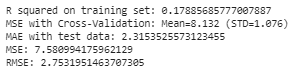 R squared on training set: 0.17885685777007887
MSE with Cross-Validation: Mean=8.132 (STD=1.076)
MAE with test data: 2.3153525573123455
MSE: 7.580994175962129
RMSE: 2.7531951463707305